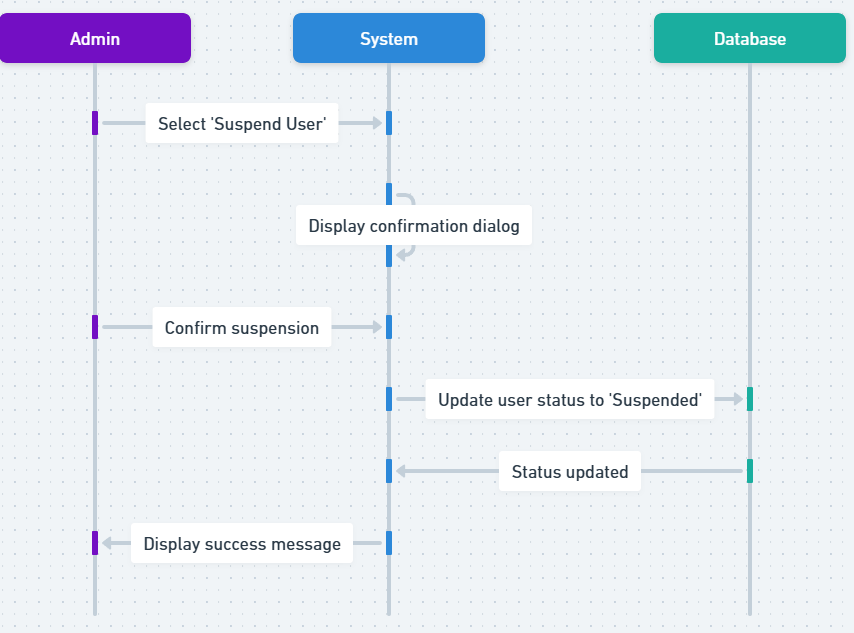 Admin
System
Database
Select 'Suspend User'
Display confirmation dialog
Confirm suspension
Update user status to 'Suspended'
Status updated
Display success message